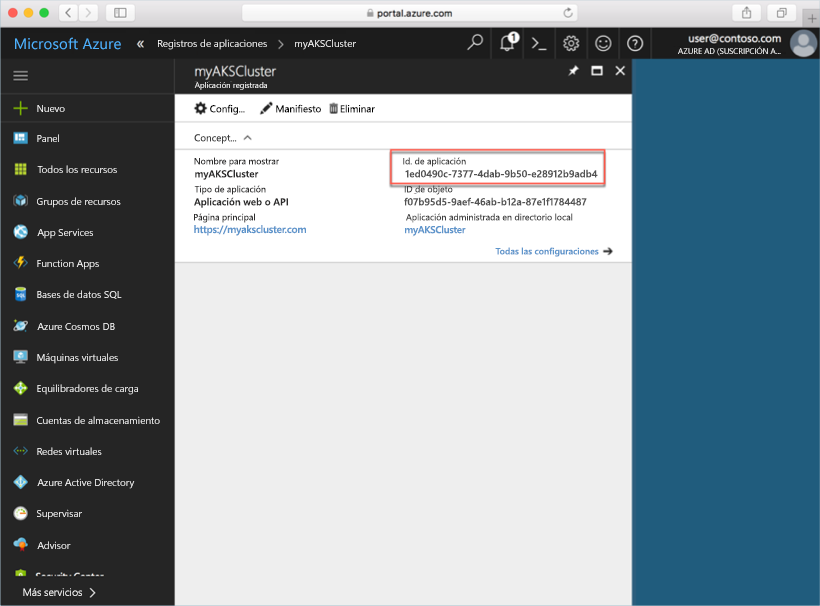 portal.azure.com
Microsoft Azure « Registros de aplicaciones > myAKSCluster
1
user@contoso.com
AZURE AD (SUSCRIPCIÓN A...
myAKSCluster
Aplicación registrada
Nuevo
Panel
Todos los recursos
Grupos de recursos
App Services
Function Apps
Bases de datos SQL
Azure Cosmos DB
Máquinas virtuales
Equilibradores de carga
Cuentas de almacenamiento
Redes virtuales
Azure Active Directory
Supervisar
Advisor
Security Center
Más servicios >
Config... Manifiesto Eliminar
Concept...
Nombre para mostrar
myAKSCluster
Tipo de aplicación
Aplicación web o API
Página principal
https://myakscluster.com
Id. de aplicación
1ed0490c-7377-4dab-9b50-e28912b9adb4
ID de objeto
f07b95d5-9aef-46ab-b12a-87e1f1784487
Aplicación administrada en directorio local
myAKSCluster
Todas las configuraciones →